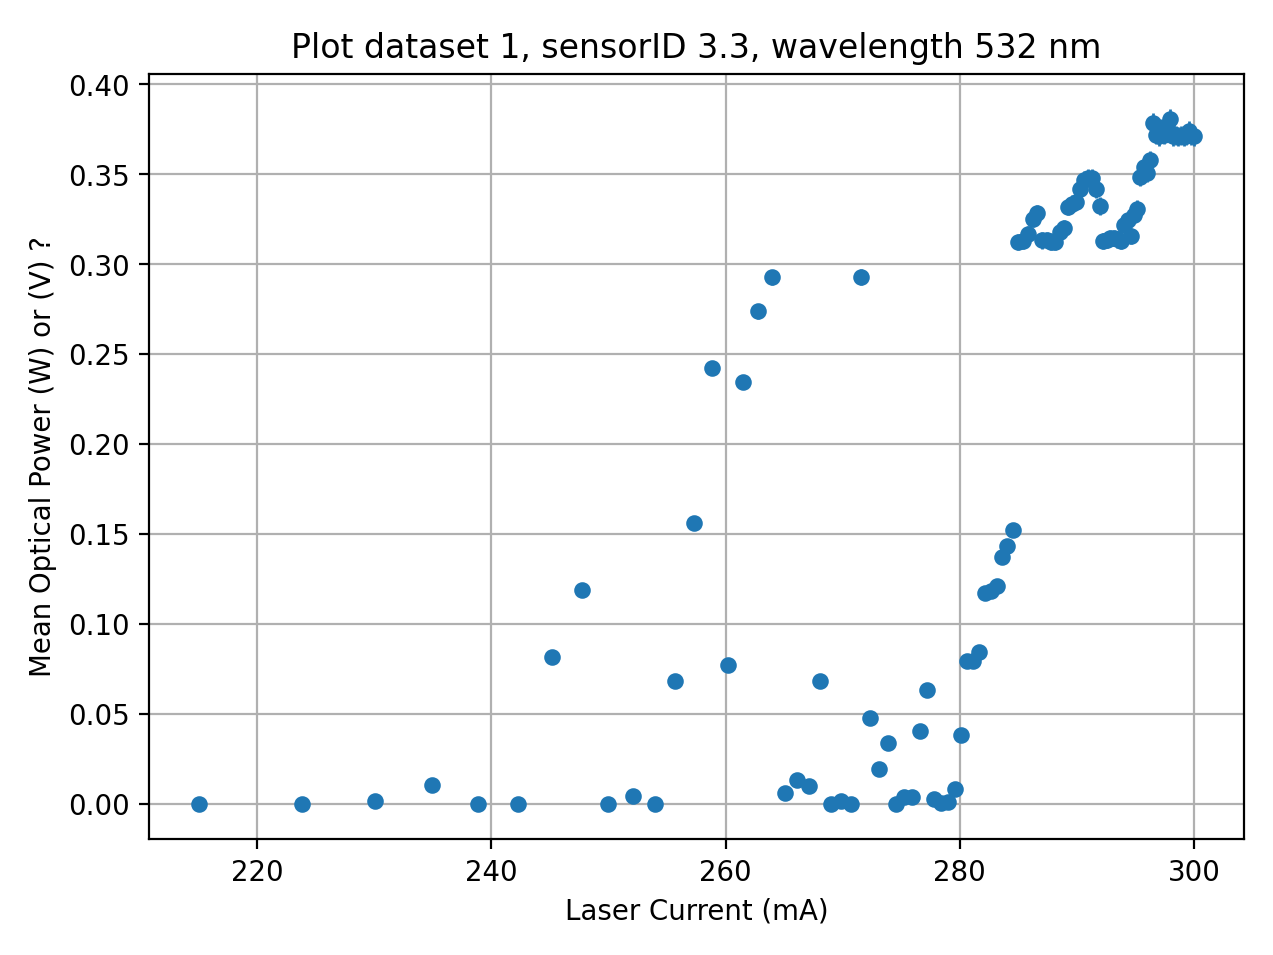 Plot dataset 1, sensorID 3.3, wavelength 532 nm
Mean Optical Power (W) or (V) ?
0.40
0.35
0.30
0.25
0.20
0.15
0.10
0.05
0.00
220 240 260 280 300
Laser Current (mA)